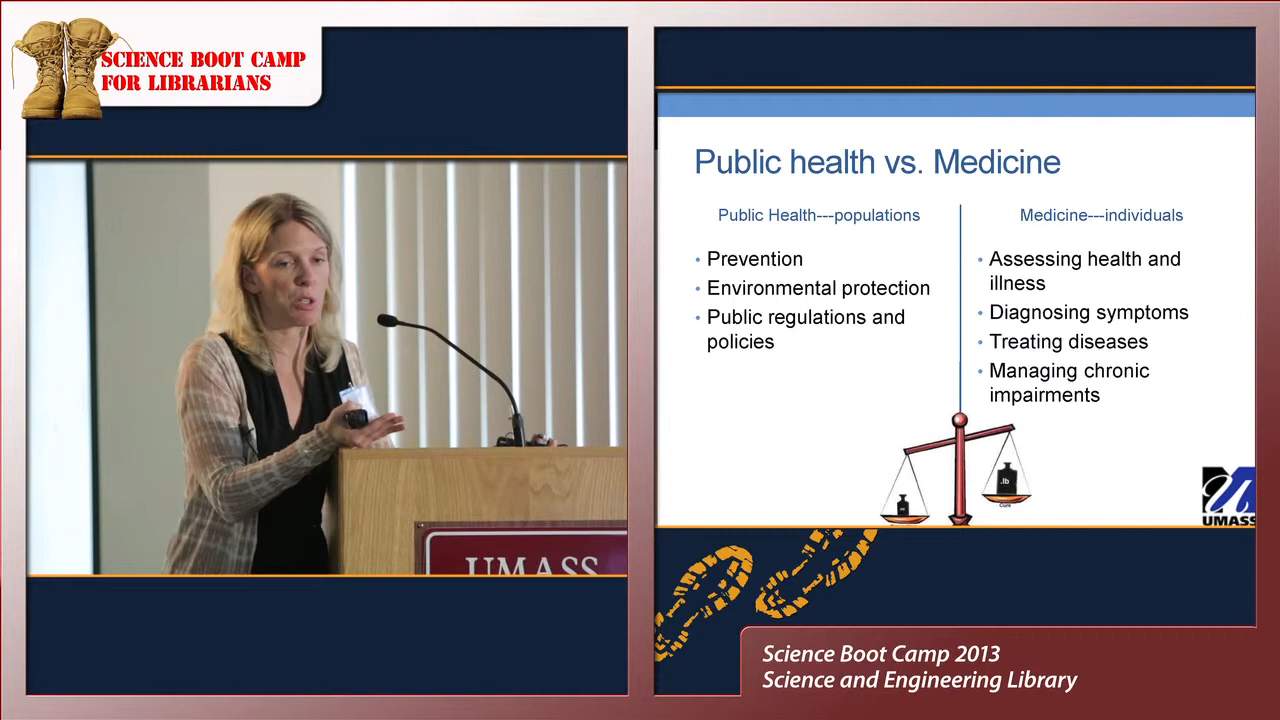 SCIENCE BOOT CAMP
FOR LIBRARIANS
UMASS
Public health vs. Medicine
Public Health---populations
• Prevention
• Environmental protection
• Public regulations and
policies
Medicine---individuals
• Assessing health and
illness
• Diagnosing symptoms
• Treating diseases
• Managing chronic
impairments
.lb
Cure
UMASS
Science Boot Camp 2013
Science and Engineering Library